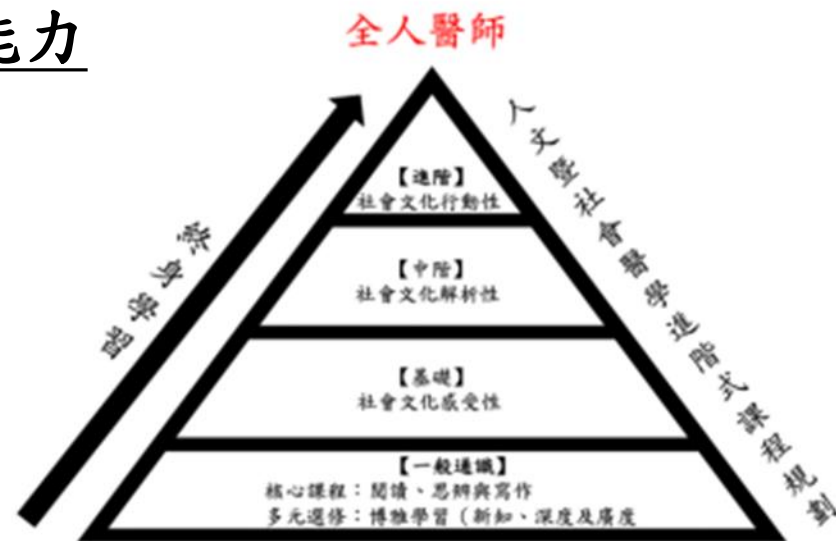 力
全人醫師
終身學習
人文暨社會醫學進階式課程規劃
【進階】
社會文化行動性
【中階】
社會文化解析性
【基礎】
社會文化感受性
【一般通識】
核心課程：閱讀、思辨與寫作
多元選修：博雅學習（新知、深度及廣度